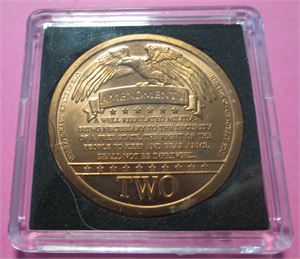 AMENDMENT
A WELL REGULATED MILITIA
BEING NECESSARY TO THE SECURITY
OF A FREE STATE, THE RIGHT OF THE
PEOPLE TO KEEP AND BEAR ARMS,
SHALL NOT BE INFRINGED.
TWO